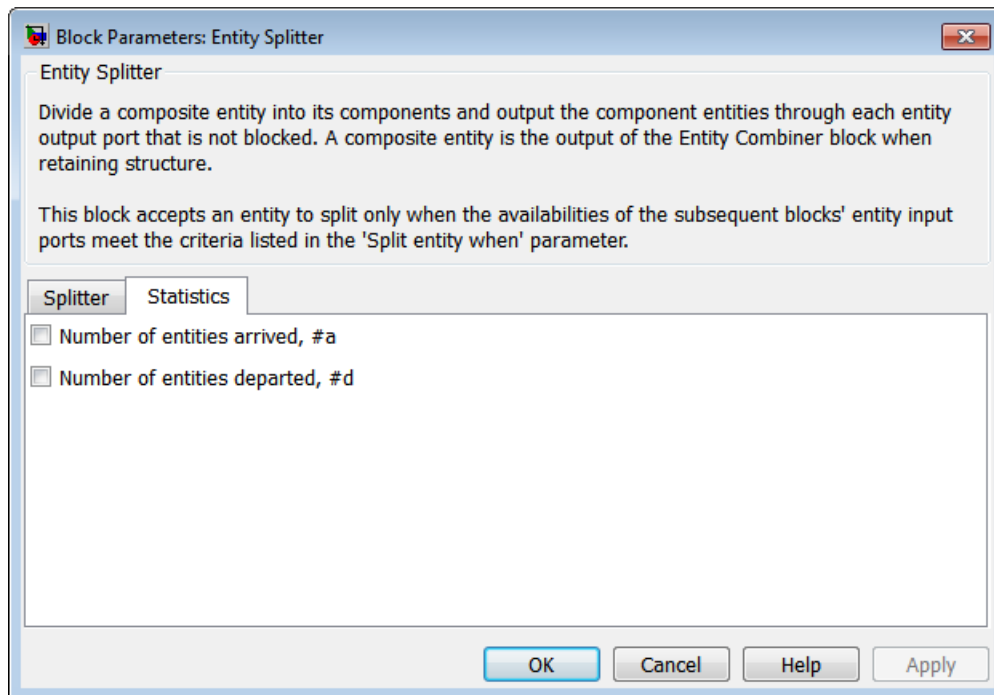 Block Parameters: Entity Splitter
Entity Splitter
Divide a composite entity into its components and output the component entities through each entity
output port that is not blocked. A composite entity is the output of the Entity Combiner block when
retaining structure.
This block accepts an entity to split only when the availabilities of the subsequent blocks' entity input
ports meet the criteria listed in the 'Split entity when' parameter.
Splitter Statistics
Number of entities arrived, #a
Number of entities departed, #d
OK Cancel Help Apply